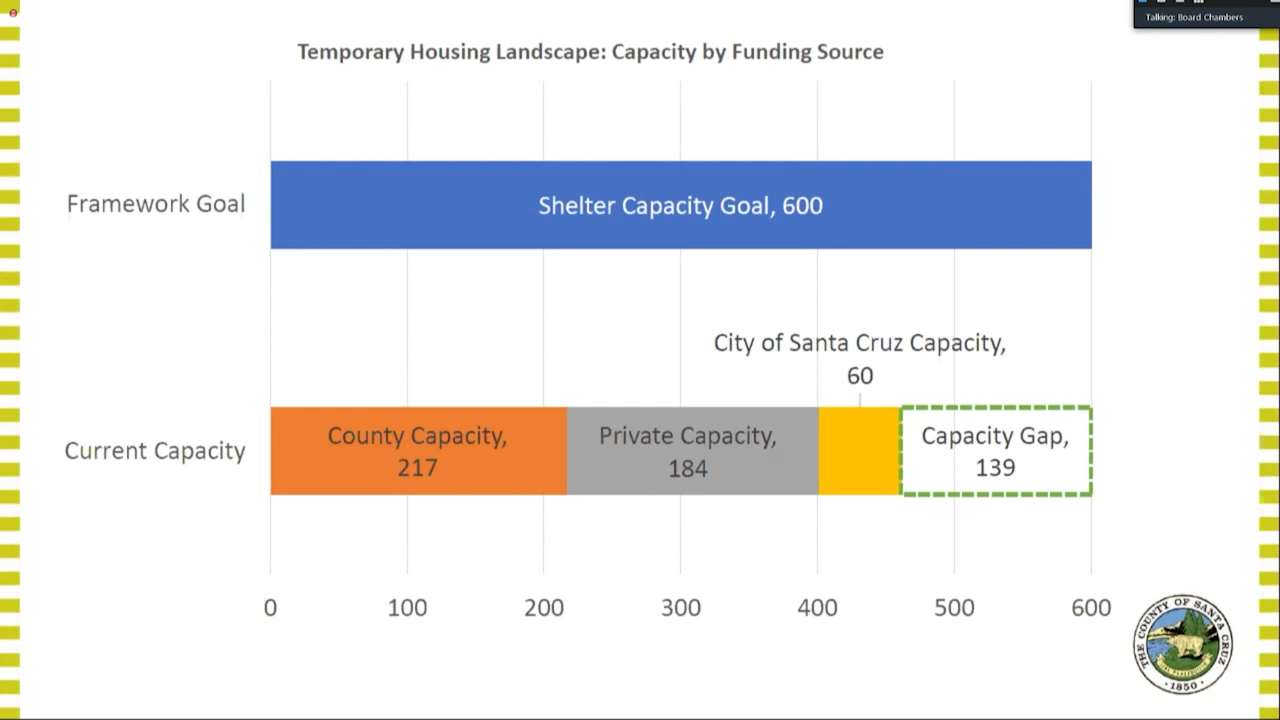 Talking: Board Chambers
Temporary Housing Landscape: Capacity by Funding Source
Framework Goal
Shelter Capacity Goal, 600
City of Santa Cruz Capacity,
60
Current Capacity
County Capacity,
217
Private Capacity,
184
Capacity Gap,
139
0 100 200 300 400 500 600
THE COUNTY OF SANTA CRUZ
1850